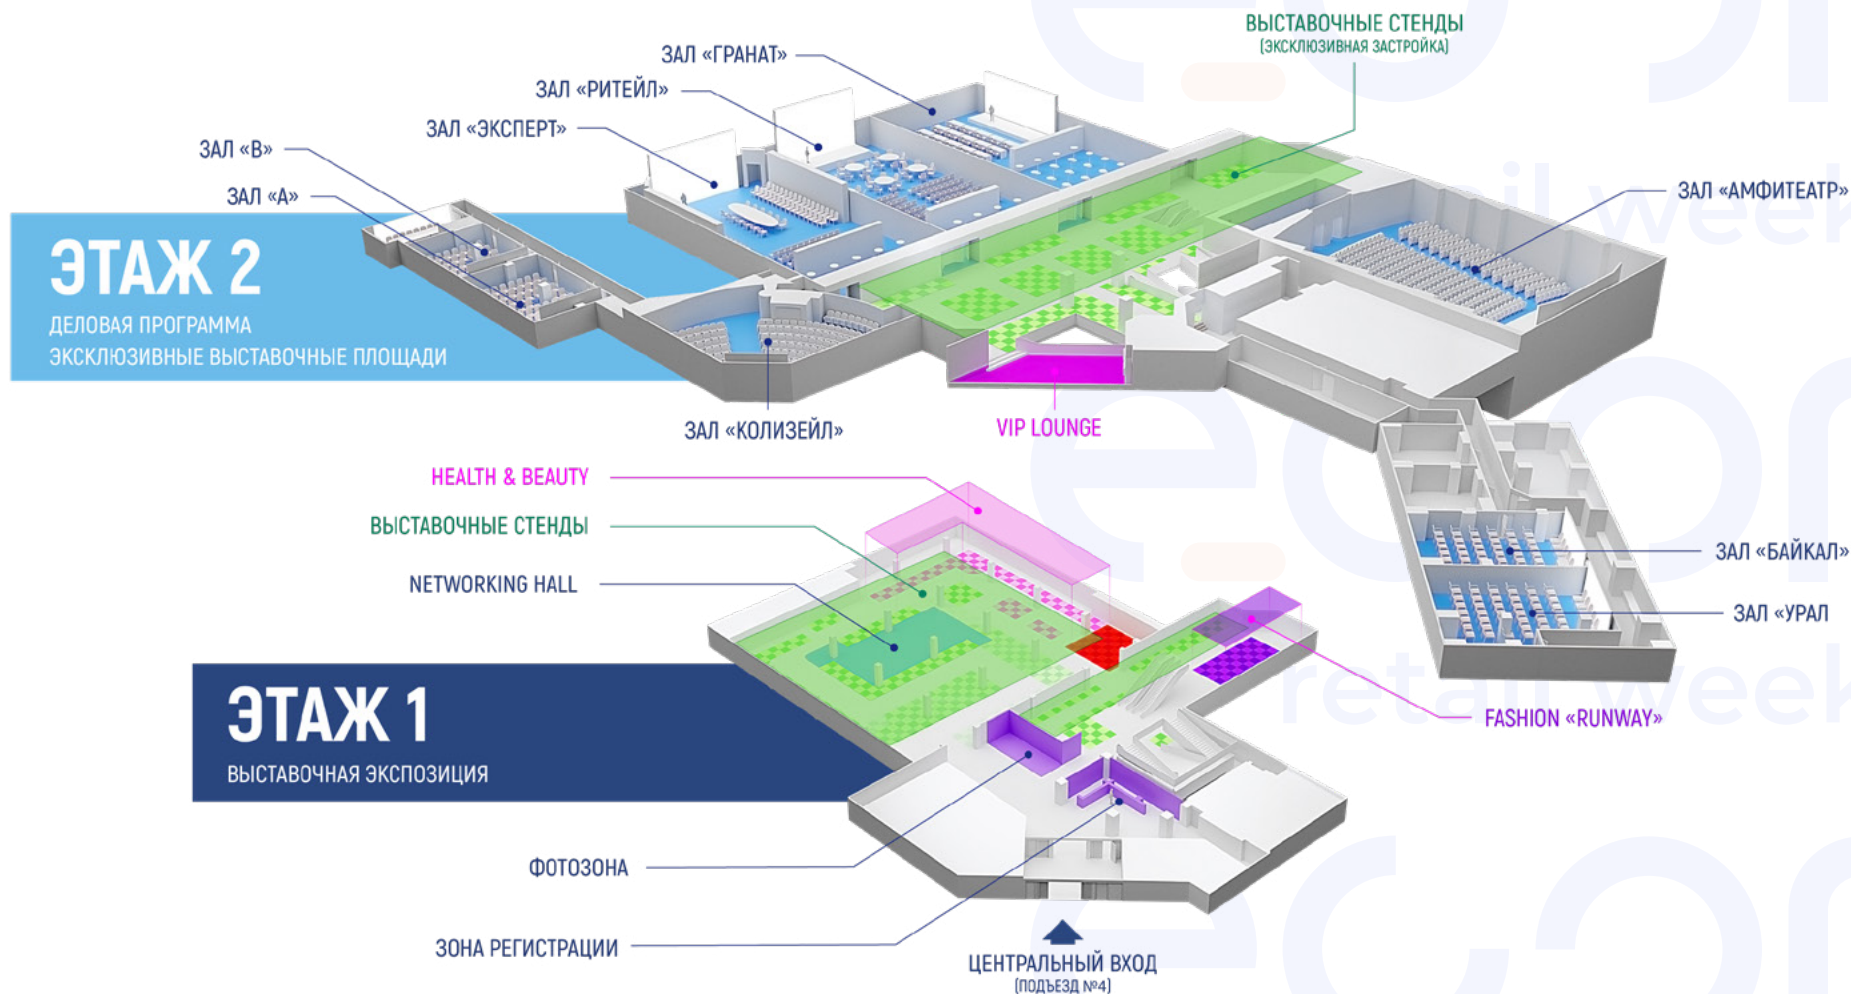 ВЫСТАВОЧНЫЕ СТЕНДЫ
(ЭКСКЛЮЗИВНАЯ ЗАСТРОЙКА)
ЗАЛ «ГРАНАТ»
ЗАЛ «РИТЕЙЛ»
ЗАЛ «ЭКСПЕРТ»
ЗАЛ «В»
ЗАЛ «А»
ЗАЛ «АМФИТЕАТР»
ЭТАЖ 2
ДЕЛОВАЯ ПРОГРАММА
ЭКСКЛЮЗИВНЫЕ ВЫСТАВОЧНЫЕ ПЛОЩАДИ
ЗАЛ «КОЛИЗЕЙЛ»
VIP LOUNGE
HEALTH & BEAUTY
ВЫСТАВОЧНЫЕ СТЕНДЫ
NETWORKING HALL
ЗАЛ «БАЙКАЛ»
ЗАЛ «УРАЛ
ЭТАЖ 1
ВЫСТАВОЧНАЯ ЭКСПОЗИЦИЯ
FASHION «RUNWAY»
ФОТОЗОНА
ЗОНА РЕГИСТРАЦИИ
ЦЕНТРАЛЬНЫЙ ВХОД
(ПОДЪЕЗД №4)
retail week